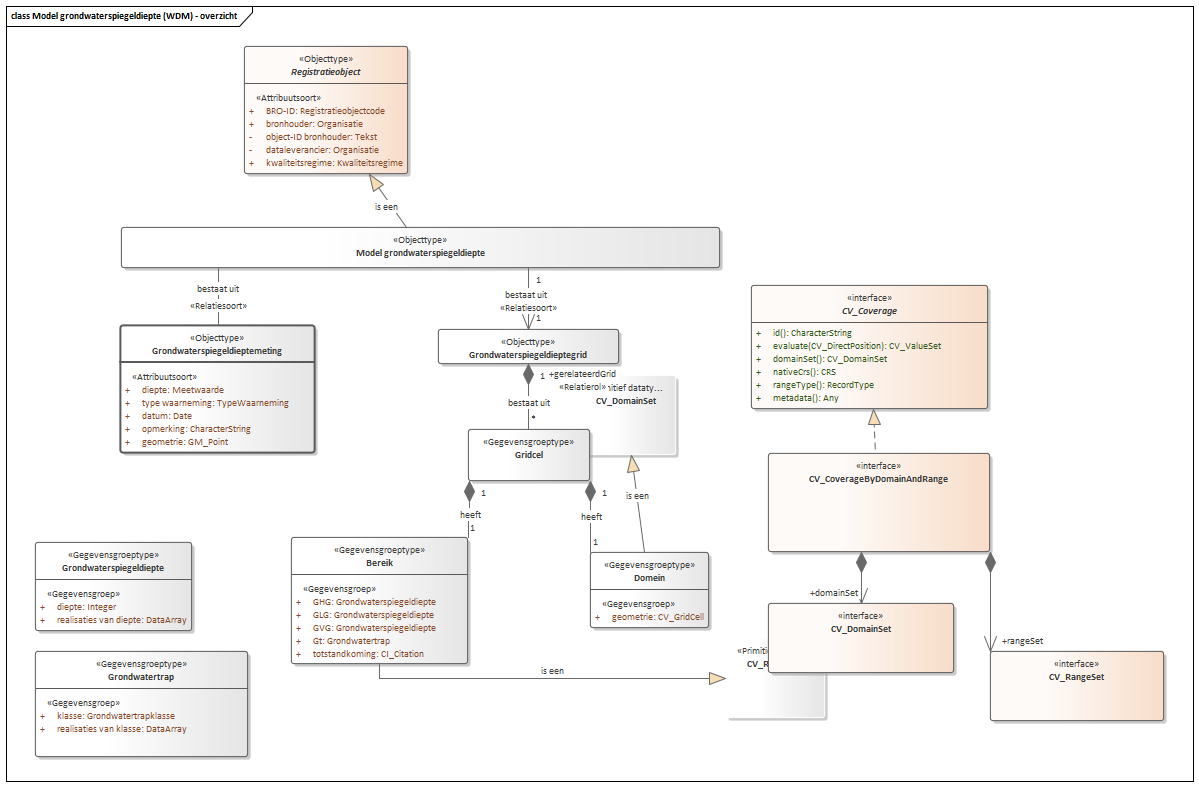 class Model grondwaterspiegeldiepte (WDM) - overzicht
«Objecttype»
Registratieobject
«Attribuutsoort»
+ BRO-ID: Registratieobjectcode
+ bronhouder: Organisatie
- object-ID bronhouder: Tekst
- dataleverancier: Organisatie
+ kwaliteitsregime: Kwaliteitsregime
is een
«Objecttype»
Model grondwaterspiegeldiepte
bestaat uit
«Relatiesoort»
1
bestaat uit
«Relatiesoort»
1
«Objecttype»
Grondwaterspiegeldieptemeting
«Attribuutsoort»
+ diepte: Meetwaarde
+ type waarneming: TypeWaarneming
+ datum: Date
+ opmerking: CharacterString
+ geometrie: GM_Point
«Objecttype»
Grondwaterspiegeldieptegrid
1 +gerelateerdGrid
«Relatierol»
itief dataty...
CV_DomainSet
bestaat uit
*
«Gegevensgroeptype»
Gridcel
1
heeft
1
1
heeft
1
is een
«interface»
CV_Coverage
+ id(): CharacterString
+ evaluate(CV_DirectPosition): CV_ValueSet
+ domainSet(): CV_DomainSet
+ nativeCrs(): CRS
+ rangeType(): RecordType
+ metadata(): Any
«interface»
CV_CoverageByDomainAndRange
+domainSet
+rangeSet
«interface»
CV_DomainSet
«interface»
CV_RangeSet
«Gegevensgroeptype»
Grondwaterspiegeldiepte
«Gegevensgroep»
+ diepte: Integer
+ realisaties van diepte: DataArray
«Gegevensgroeptype»
Bereik
«Gegevensgroep»
+ GHG: Grondwaterspiegeldiepte
+ GLG: Grondwaterspiegeldiepte
+ GVG: Grondwaterspiegeldiepte
+ Gt: Grondwatertrap
+ totstandkoming: CI_Citation
«Gegevensgroeptype»
Domein
«Gegevensgroep»
+ geometrie: CV_GridCell
«Primiti
CV_R
is een
«Gegevensgroeptype»
Grondwatertrap
«Gegevensgroep»
+ klasse: Grondwatertrapklasse
+ realisaties van klasse: DataArray